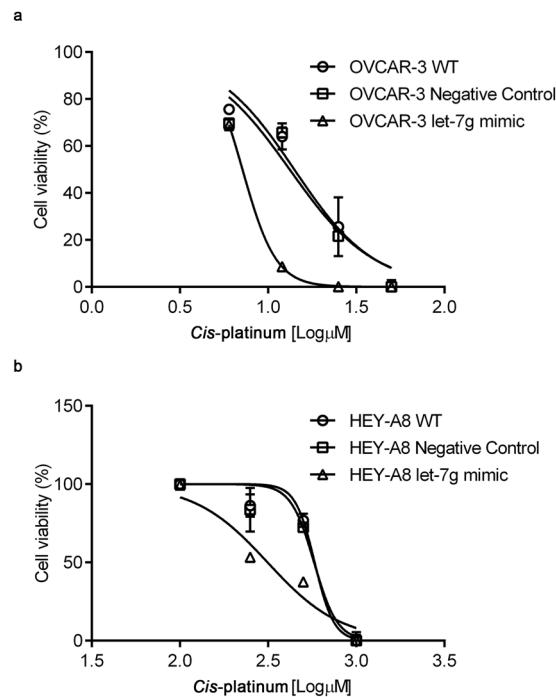 a
100
80
60
40
20
0
Cell viability (%)
OVCAR-3 WT
OVCAR-3 Negative Control
OVCAR-3 let-7g mimic
0.0 0.5 1.0 1.5 2.0
Cis-platinum [LogμM]
b
150
100
50
0
Cell viability (%)
HEY-A8 WT
HEY-A8 Negative Control
HEY-A8 let-7g mimic
1.5 2.0 2.5 3.0 3.5
Cis-platinum [LogμM]